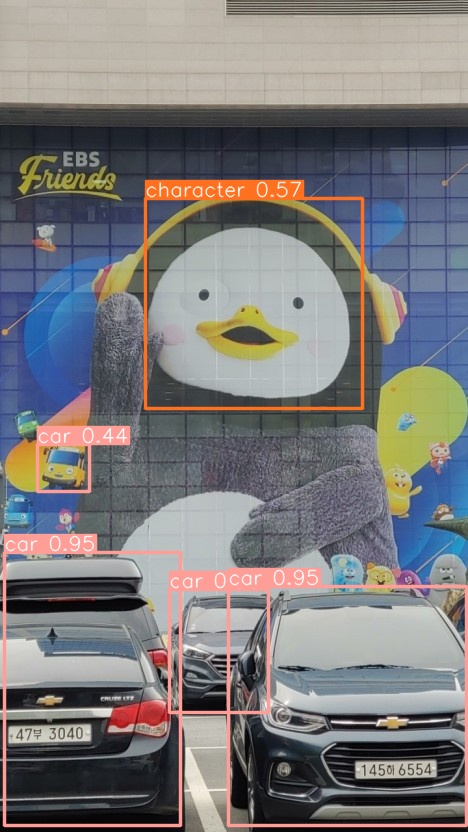 EBS
Friends
character 0.57
car 0.44
car 0.95
car 0
car 0.95
CRUZE LTZ
47부 3040
145허 6554